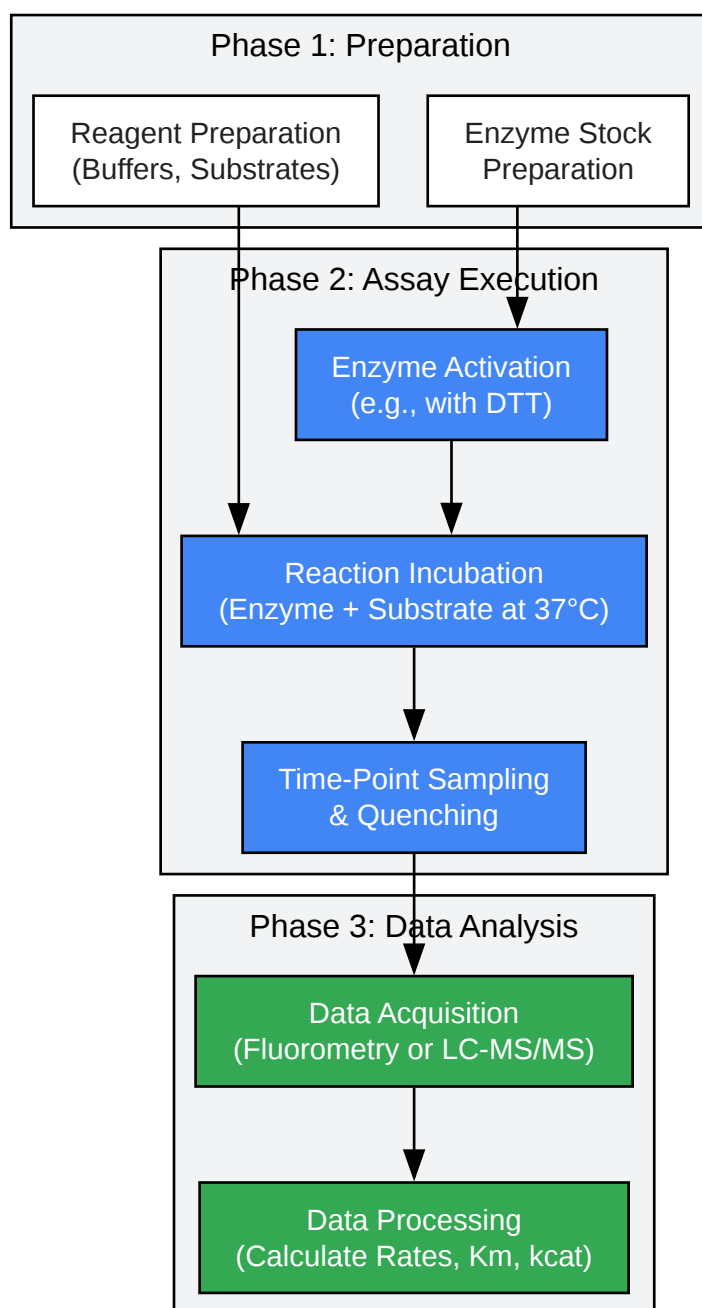 Phase 1: Preparation
Reagent Preparation
(Buffers, Substrates)
Enzyme Stock
Preparation
Phase 2: Assay Execution
Enzyme Activation
(e.g., with DTT)
Reaction Incubation
(Enzyme + Substrate at 37°C)
Time-Point Sampling
& Quenching
Phase 3: Data Analysis
Data Acquisition
(Fluorometry or LC-MS/MS)
Data Processing
(Calculate Rates, Km, kcat)